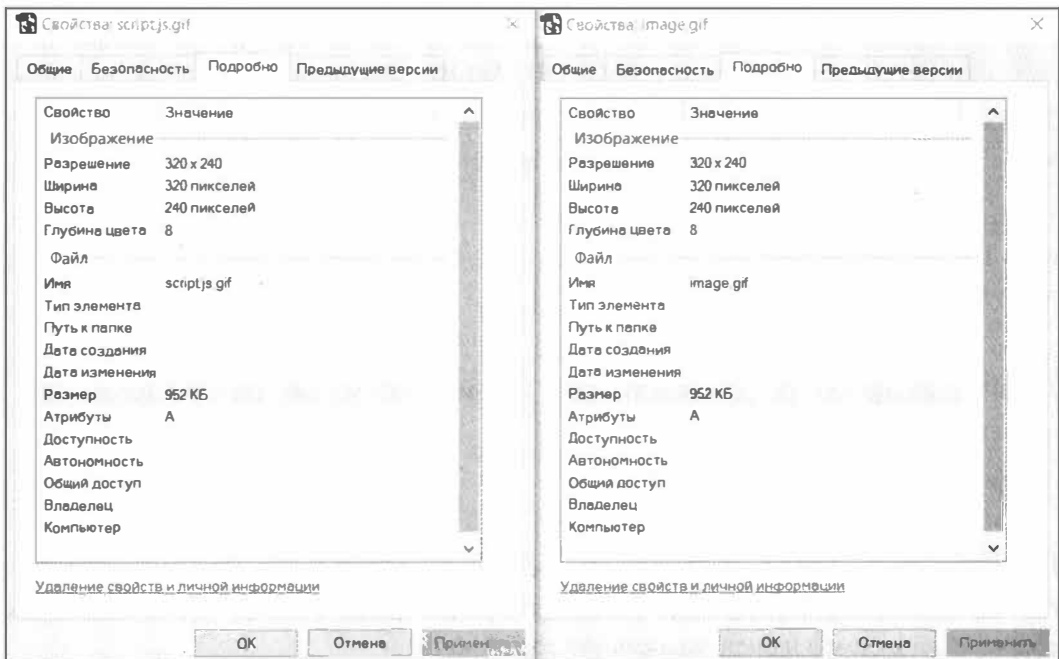 Свойства: script.js.gif
Общие Безопасность Подробно Предыдущие версии
Свойство Значение
Изображение
Разрешение 320 x 240
Ширина 320 пикселей
Высота 240 пикселей
Глубина цвета 8
Файл
Имя script.js.gif
Тип элемента
Путь к папке
Дата создания
Дата изменения
Размер 952 КБ
Атрибуты A
Доступность
Автономность
Общий доступ
Владелец
Компьютер
Удаление свойств и личной информации
OK Отмена Примен
Свойства: image.gif
Общие Безопасность Подробно Предыдущие версии
Свойство Значение
Изображение
Разрешение 320 x 240
Ширина 320 пикселей
Высота 240 пикселей
Глубина цвета 8
Файл
Имя image.gif
Тип элемента
Путь к папке
Дата создания
Дата изменения
Размер 952 КБ
Атрибуты A
Доступность
Автономность
Общий доступ
Владелец
Компьютер
Удаление свойств и личной информации
OK Отмена Применить